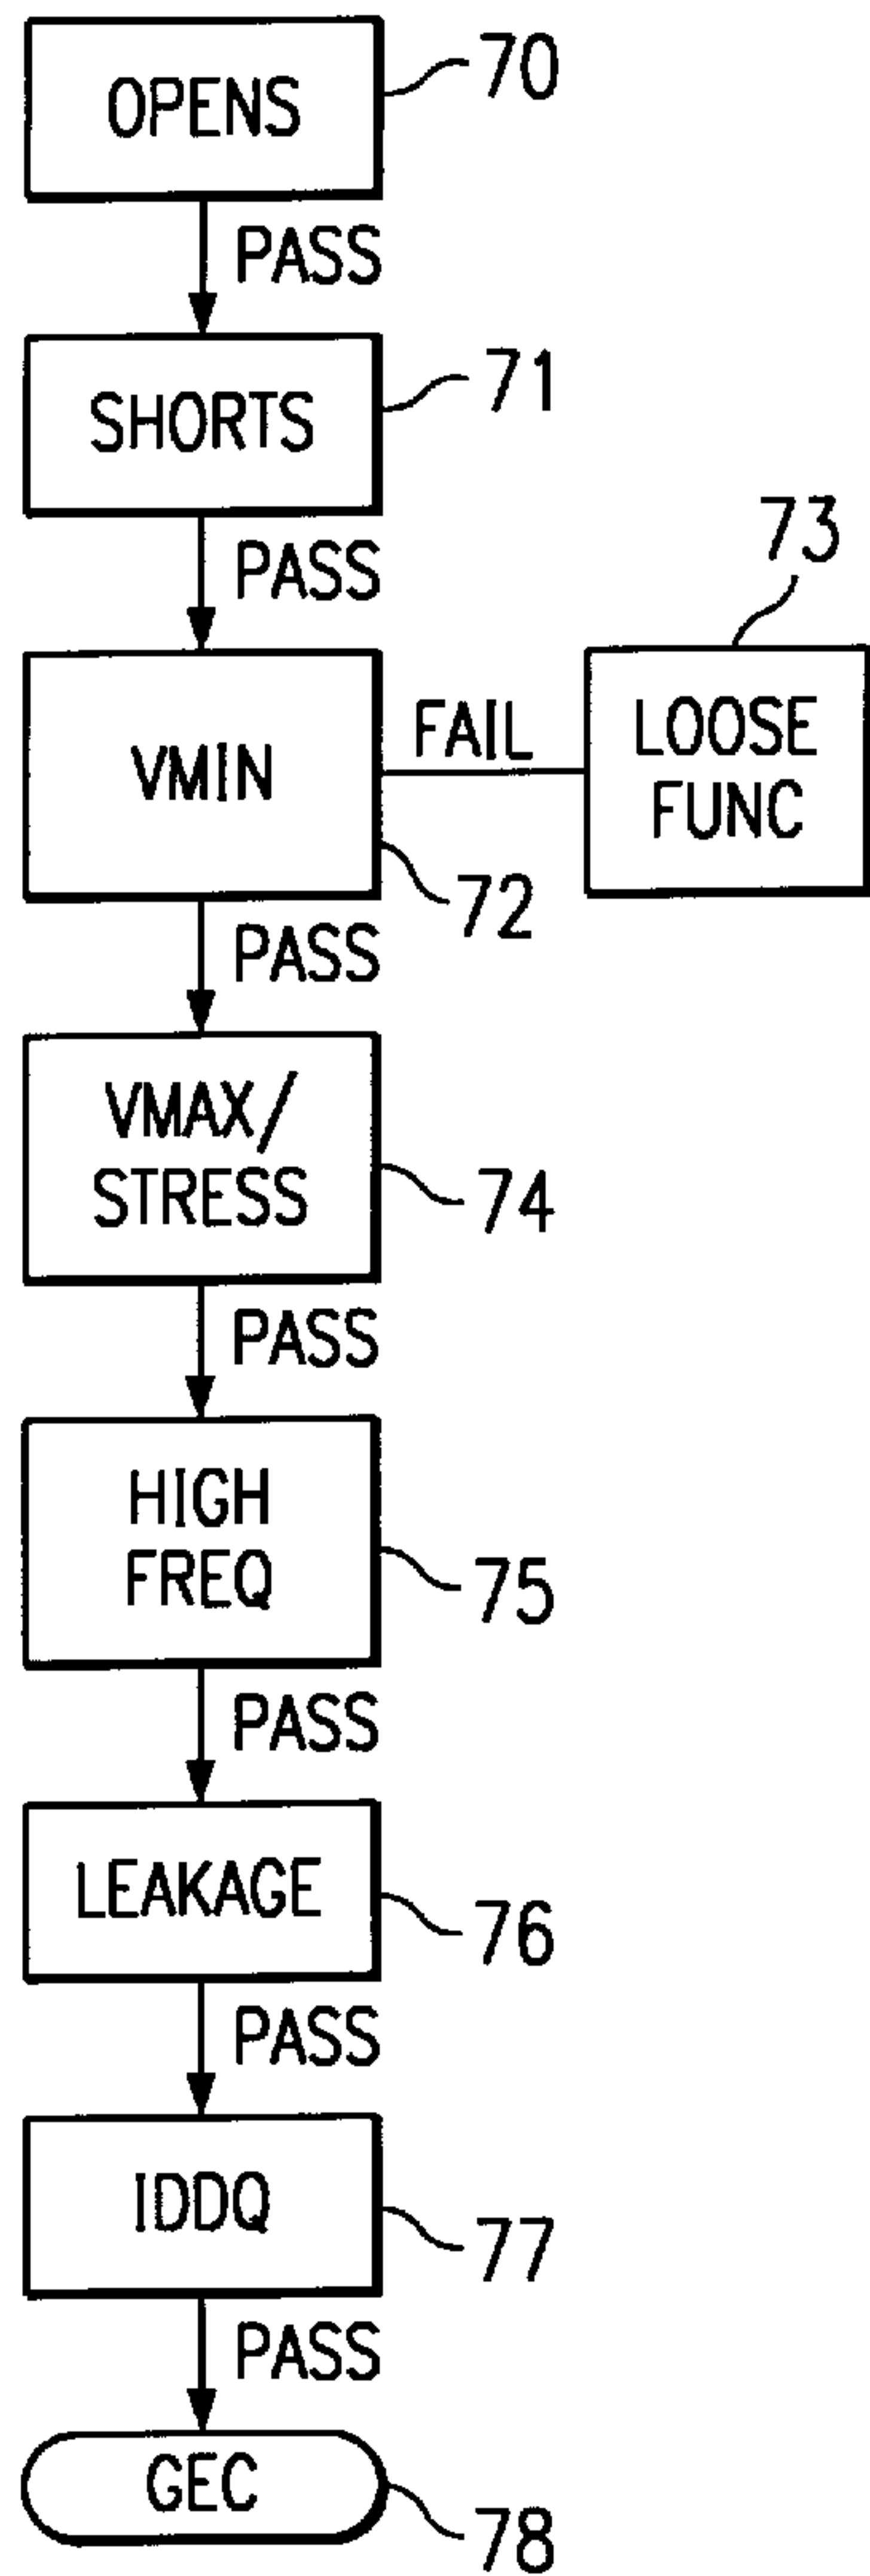 OPENS
70
PASS
SHORTS
71
PASS
73
VMIN
FAIL
LOOSE
FUNC
72
PASS
VMAX/
STRESS
74
PASS
HIGH
FREQ
75
PASS
LEAKAGE
76
PASS
IDDQ
77
PASS
GEC
78